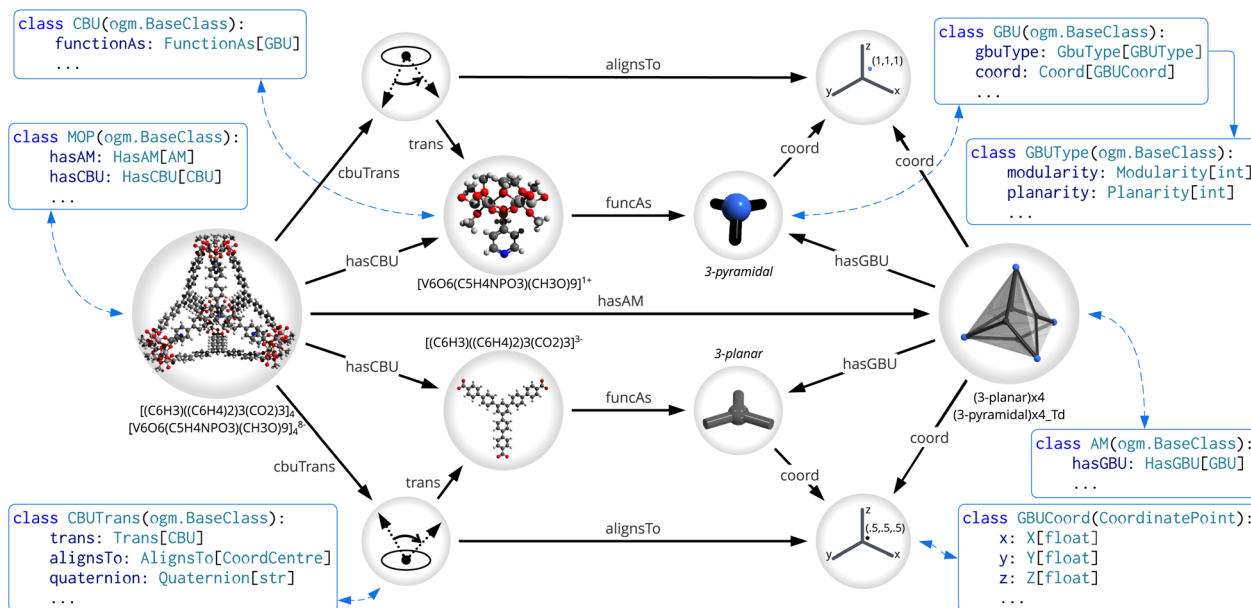 class CBU(ogm.BaseClass):
functionAs: FunctionAs[GBU]
...
class MOP(ogm.BaseClass):
hasAM: HasAM[AM]
hasCBU: HasCBU[CBU]
...
class GBU(ogm.BaseClass):
gbuType: GbuType[GBUType]
coord: Coord[GBUCoord]
...
class GBUType(ogm.BaseClass):
modularity: Modularity[int]
planarity: Planarity[int]
...
alignsTo
z
(1,1,1)
y
x
cbuTrans
trans
coord
coord
funcAs
hasCBU
hasGBU
3-pyramidal
[V6O6(C5H4NPO3)(CH3O)9]1+
hasAM
[(C6H3)((C6H4)2)3(CO2)3]3-
3-planar
hasCBU
hasGBU
[(C6H3)((C6H4)2)3(CO2)3]4
[V6O6(C5H4NPO3)(CH3O)9]4 8-
(3-planar)x4
(3-pyramidal)x4_Td
funcAs
cbuTrans
trans
coord
coord
alignsTo
z
(.5,.5,.5)
y
x
class AM(ogm.BaseClass):
hasGBU: HasGBU[GBU]
...
class CBUTrans(ogm.BaseClass):
trans: Trans[CBU]
alignsTo: AlignsTo[CoordCentre]
quaternion: Quaternion[str]
...
class GBUCoord(CoordinatePoint):
x: X[float]
y: Y[float]
z: Z[float]
...